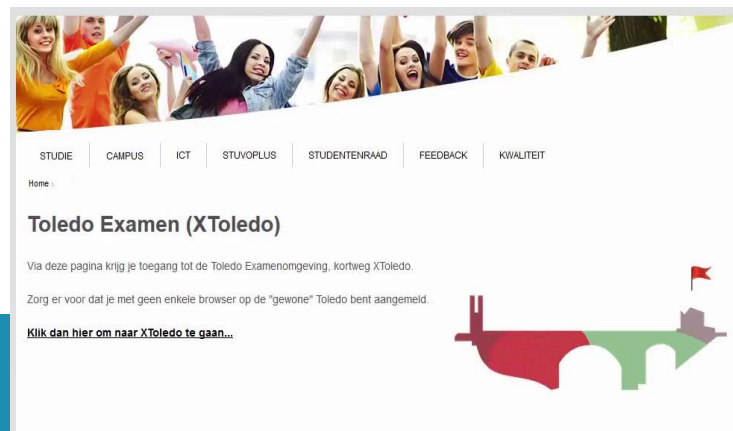 STUDIE CAMPUS ICT STUVOPLUS STUDENTENRAAD FEEDBACK KWALITEIT
Home ›
Toledo Examen (XToledo)
Via deze pagina krijg je toegang tot de Toledo Examenomgeving, kortweg XToledo.
Zorg er voor dat je met geen enkele browser op de "gewone" Toledo bent aangemeld.
Klik dan hier om naar XToledo te gaan...